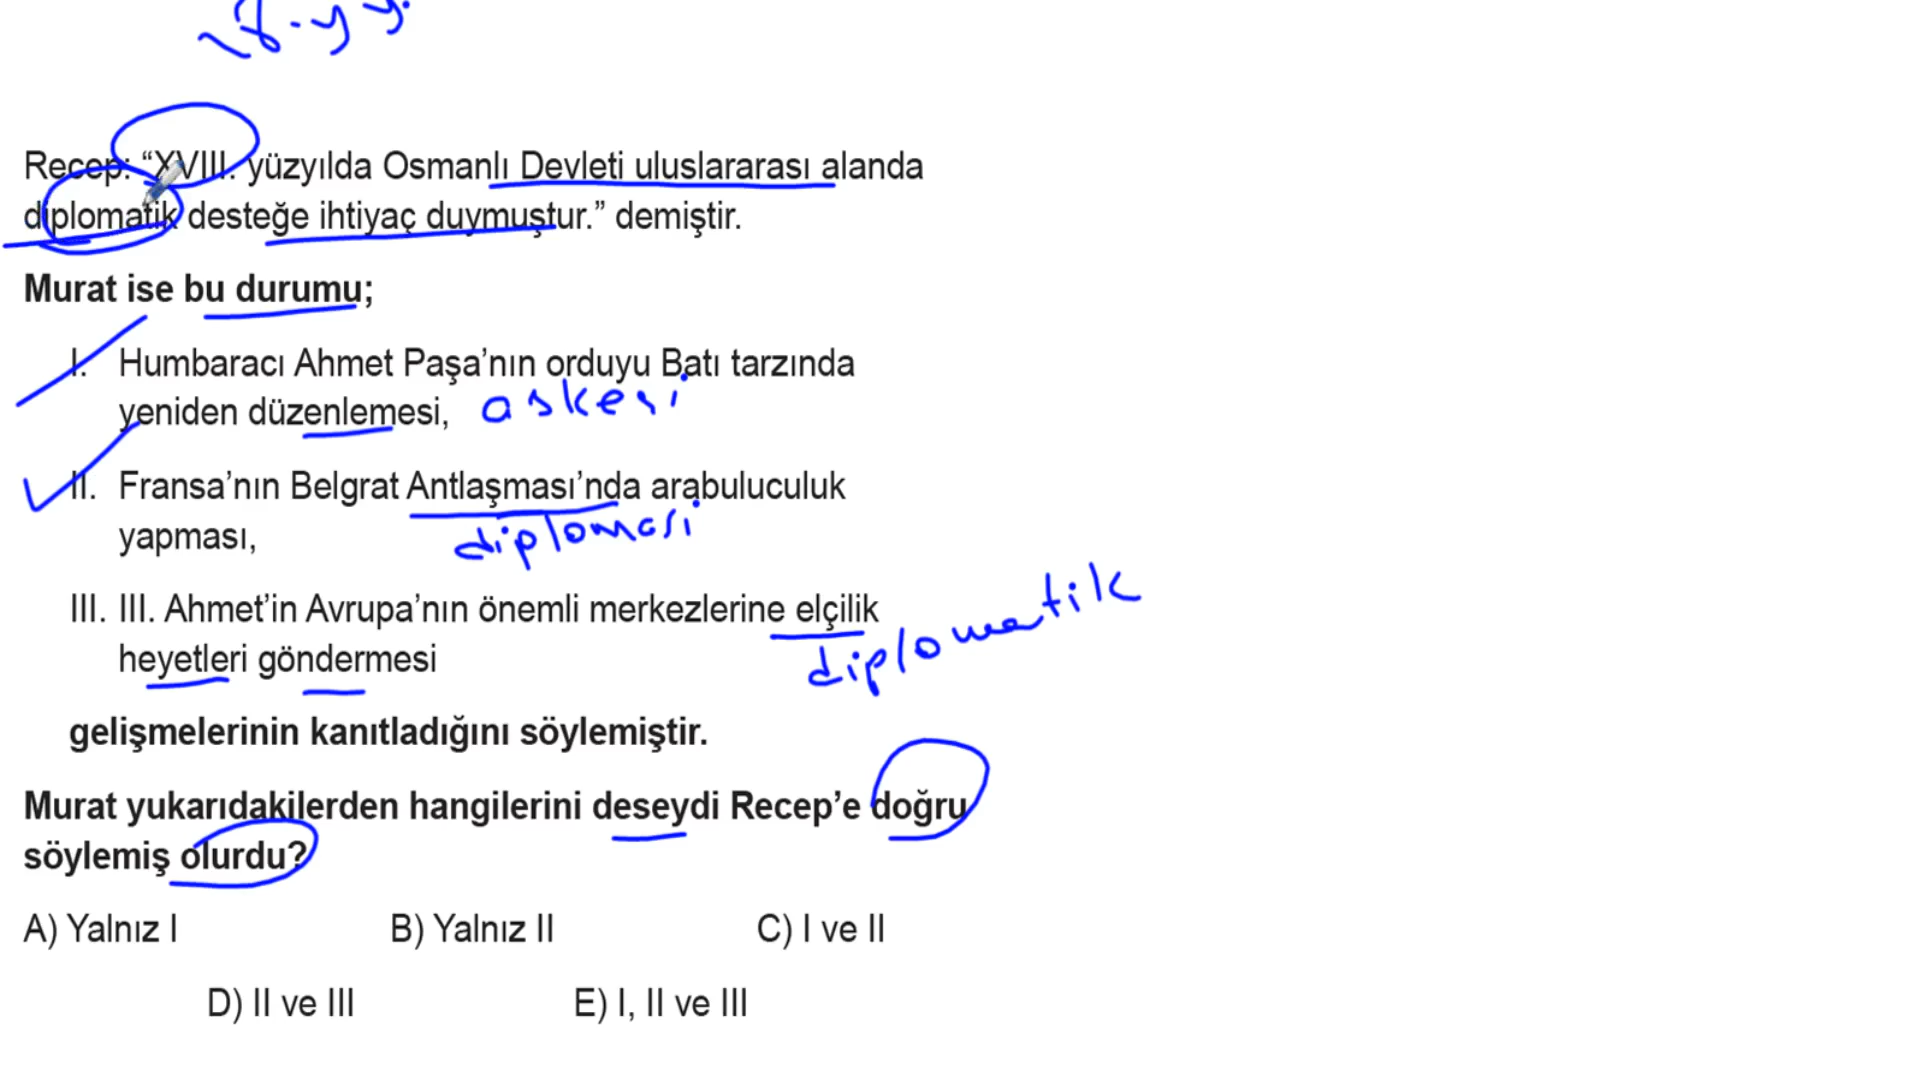 18.yy.
Recep: “XVIII. yüzyılda Osmanlı Devleti uluslararası alanda
diplomatik desteğe ihtiyaç duymuştur.” demiştir.
Murat ise bu durumu;
I. Humbaracı Ahmet Paşa’nın orduyu Batı tarzında
yeniden düzenlemesi, askeri
II. Fransa’nın Belgrat Antlaşması’nda arabuluculuk
yapması, diplomasi
III. III. Ahmet’in Avrupa’nın önemli merkezlerine elçilik
heyetleri göndermesi diplomatik
gelişmelerinin kanıtladığını söylemiştir.
Murat yukarıdakilerden hangilerini deseydi Recep’e doğru
söylemiş olurdu?
A) Yalnız I B) Yalnız II C) I ve II
D) II ve III E) I, II ve III